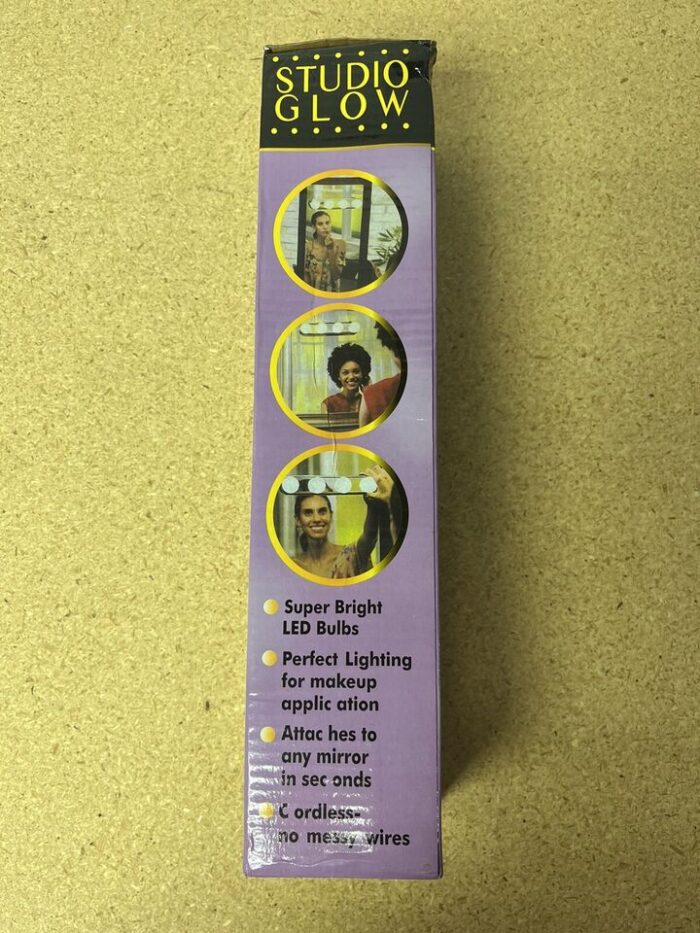 STUDIO
GLOW
Super Bright
LED Bulbs
Perfect Lighting
for makeup
applic ation
Attac hes to
any mirror
in sec onds
C ordless-
no messy wires